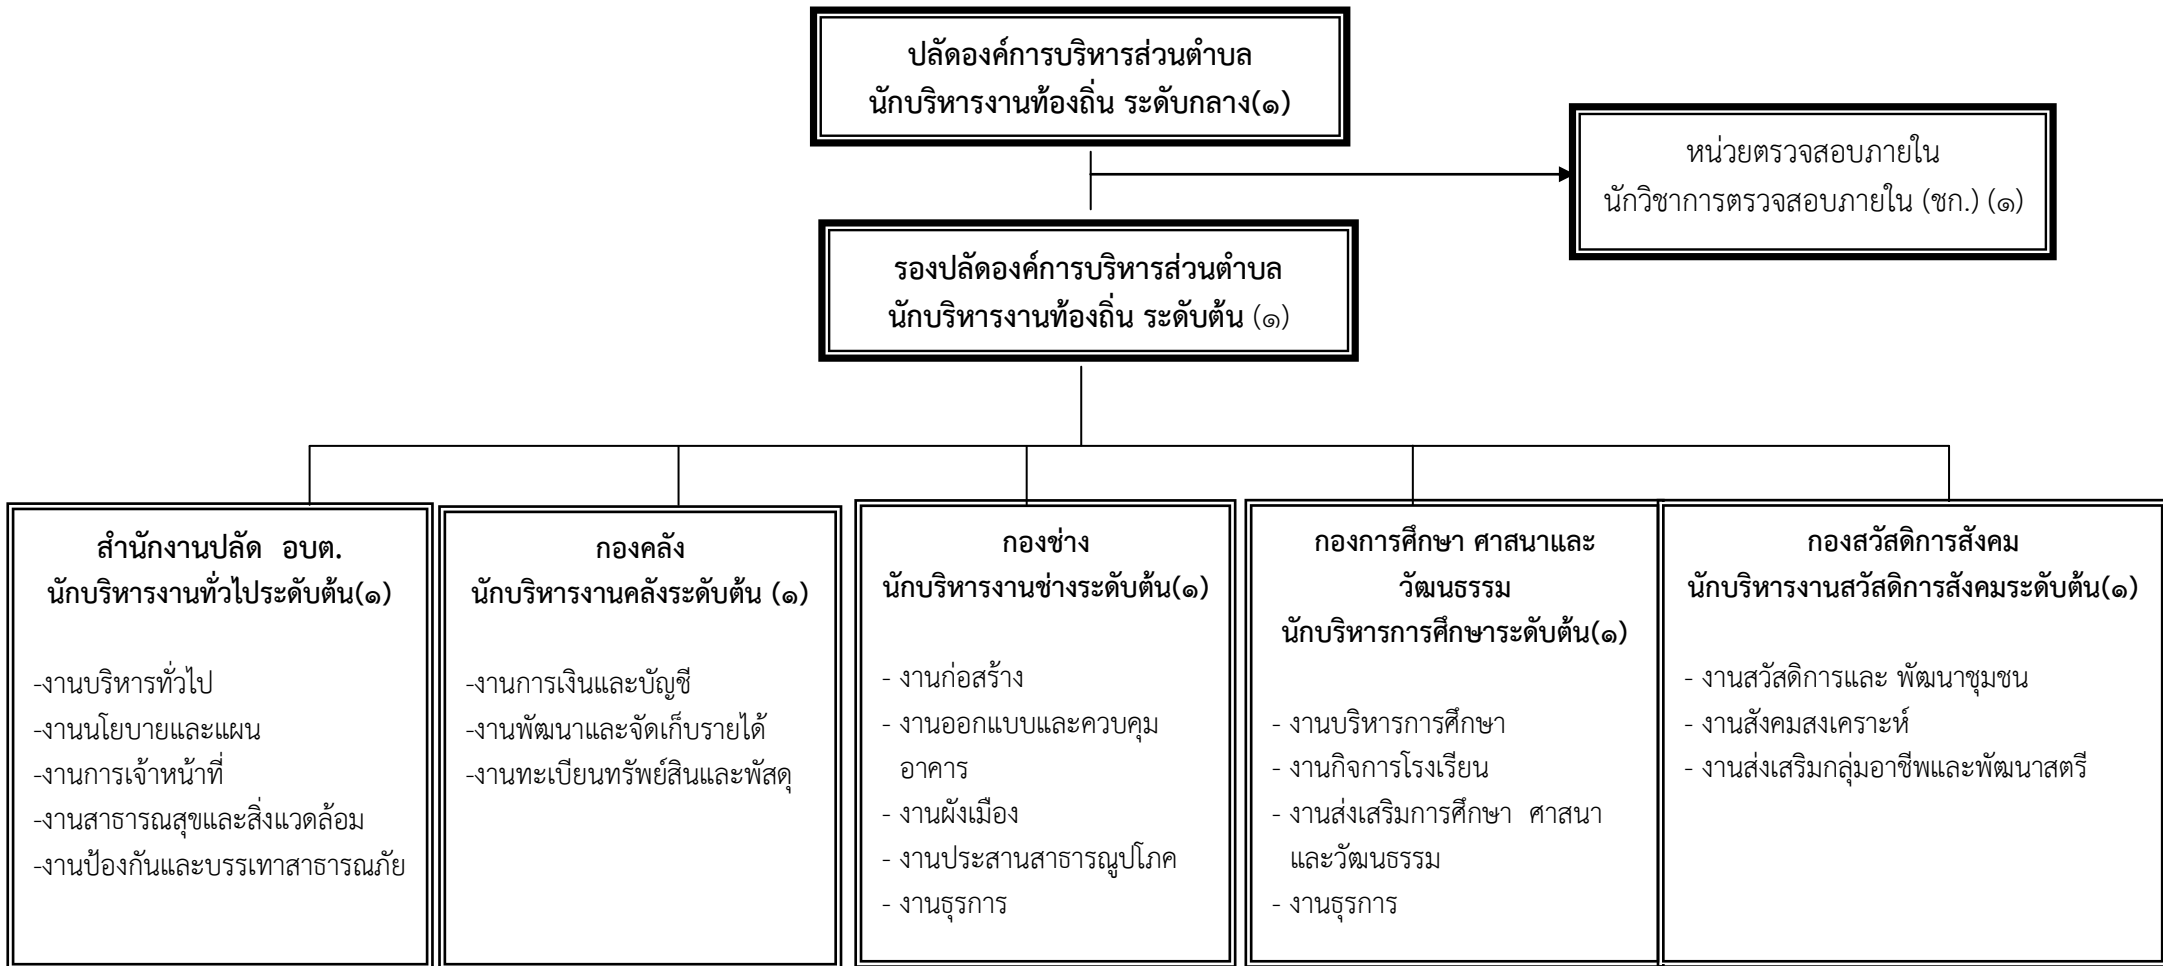 ปลัดองค์การบริหารส่วนตำบล
นักบริหารงานท้องถิ่น ระดับกลาง(๑)
หน่วยตรวจสอบภายใน
นักวิชาการตรวจสอบภายใน (ชก.) (๑)
รองปลัดองค์การบริหารส่วนตำบล
นักบริหารงานท้องถิ่น ระดับต้น (๑)
สำนักงานปลัด อบต.
นักบริหารงานทั่วไประดับต้น(๑)
-งานบริหารทั่วไป
-งานนโยบายและแผน
-งานการเจ้าหน้าที่
-งานสาธารณสุขและสิ่งแวดล้อม
-งานป้องกันและบรรเทาสาธารณภัย
กองคลัง
นักบริหารงานคลังระดับต้น (๑)
-งานการเงินและบัญชี
-งานพัฒนาและจัดเก็บรายได้
-งานทะเบียนทรัพย์สินและพัสดุ
กองช่าง
นักบริหารงานช่างระดับต้น(๑)
- งานก่อสร้าง
- งานออกแบบและควบคุม
อาคาร
- งานผังเมือง
- งานประสานสาธารณูปโภค
- งานธุรการ
กองการศึกษา ศาสนาและ
วัฒนธรรม
นักบริหารการศึกษาระดับต้น(๑)
- งานบริหารการศึกษา
- งานกิจการโรงเรียน
- งานส่งเสริมการศึกษา ศาสนา
และวัฒนธรรม
- งานธุรการ
กองสวัสดิการสังคม
นักบริหารงานสวัสดิการสังคมระดับต้น(๑)
- งานสวัสดิการและ พัฒนาชุมชน
- งานสังคมสงเคราะห์
- งานส่งเสริมกลุ่มอาชีพและพัฒนาสตรี